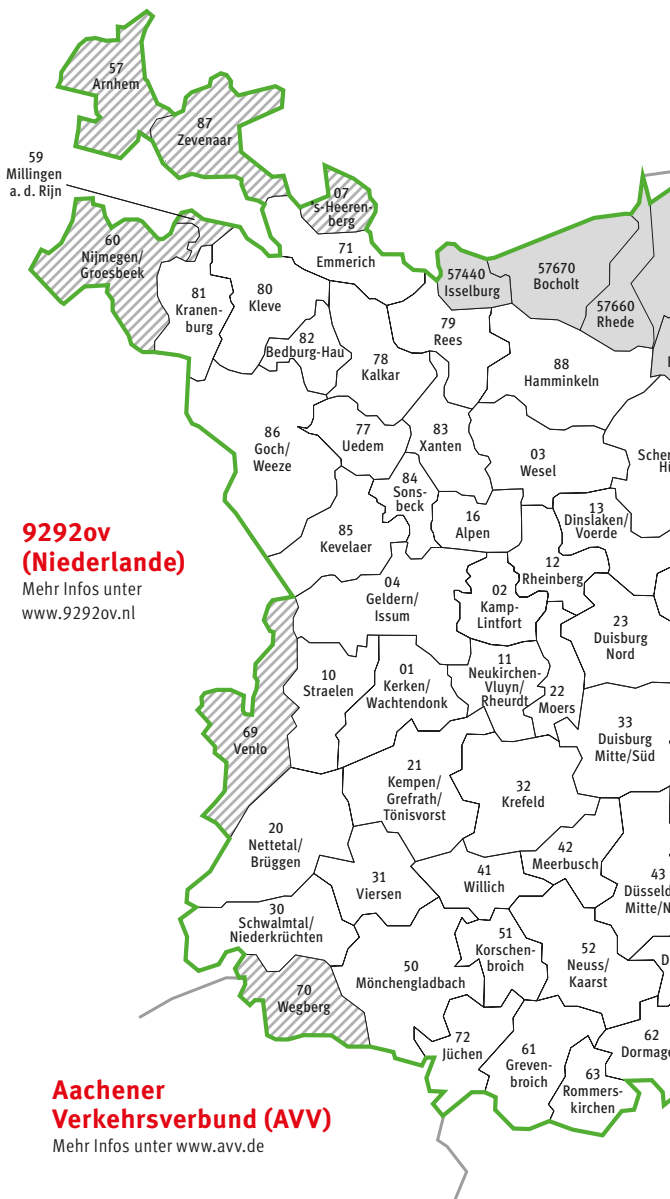 57
Arnhem
87
Zevenaar
59
Millingen
a. d. Rijn
07
's-Heeren-
berg
60
Nijmegen/
Groesbeek
71
Emmerich
57440
Isselburg
57670
Bocholt
57660
Rhede
81
Kranen-
burg
80
Kleve
82
Bedburg-Hau
78
Kalkar
79
Rees
88
Hamminkeln
86
Goch/
Weeze
77
Uedem
83
Xanten
03
Wesel
84
Sons-
beck
16
Alpen
13
Dinslaken/
Voerde
85
Kevelaer
12
Rheinberg
9292ov
(Niederlande)
Mehr Infos unter
www.9292ov.nl
04
Geldern/
Issum
02
Kamp-
Lintfort
23
Duisburg
Nord
10
Straelen
01
Kerken/
Wachtendonk
11
Neukirchen-
Vluyn/
Rheurdt
22
Moers
33
Duisburg
Mitte/Süd
69
Venlo
21
Kempen/
Grefrath/
Tönisvorst
32
Krefeld
20
Nettetal/
Brüggen
42
Meerbusch
31
Viersen
41
Willich
43
Düsseld
Mitte/N
30
Schwalmtal/
Niederkrüchten
51
Korschen-
broich
52
Neuss/
Kaarst
50
Mönchengladbach
70
Wegberg
72
Jüchen
61
Greven-
broich
62
Dormage
63
Rommers-
kirchen
Aachener
Verkehrsverbund (AVV)
Mehr Infos unter www.avv.de